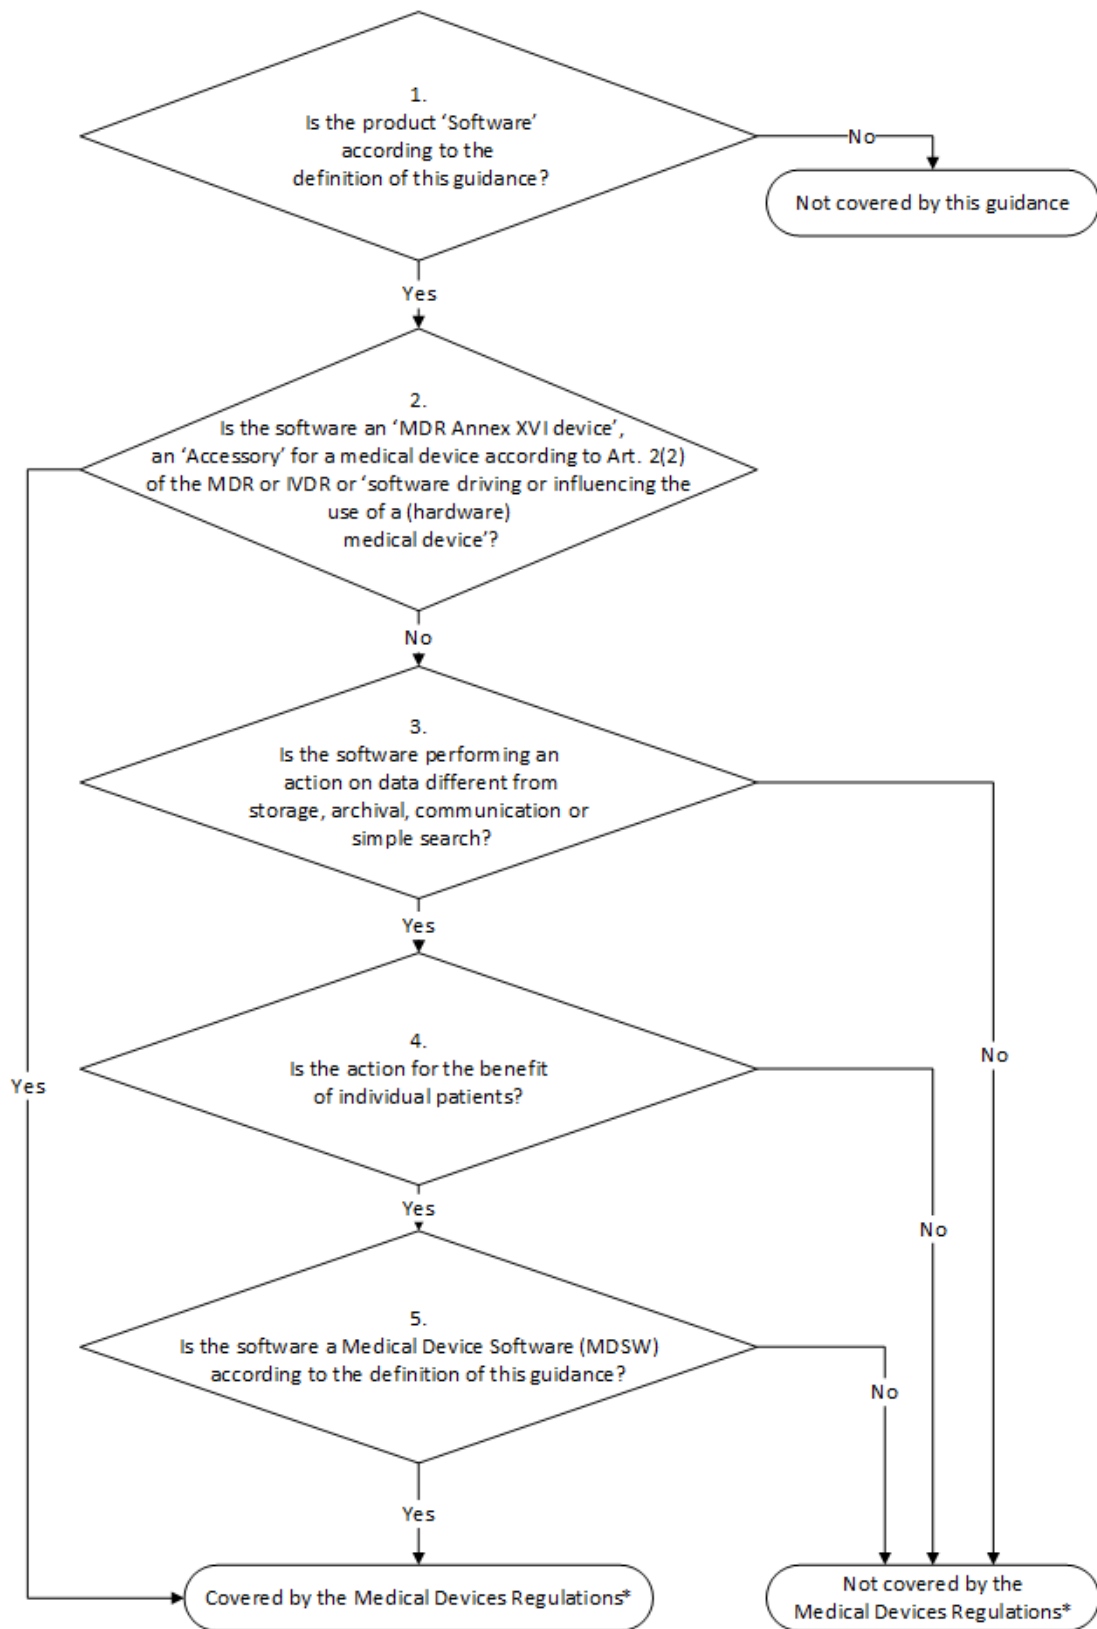 1.
Is the product ‘Software’
according to the
definition of this guidance?
No
Not covered by this guidance
Yes
2.
Is the software an ‘MDR Annex XVI device’,
an ‘Accessory’ for a medical device according to Art. 2(2)
of the MDR or IVDR or ‘software driving or influencing the
use of a (hardware)
medical device’?
No
3.
Is the software performing an
action on data different from
storage, archival, communication or
simple search?
Yes
4.
Is the action for the benefit
of individual patients?
No
Yes
Yes
No
5.
Is the software a Medical Device Software (MDSW)
according to the definition of this guidance?
No
Yes
Covered by the Medical Devices Regulations*
Not covered by the
Medical Devices Regulations*